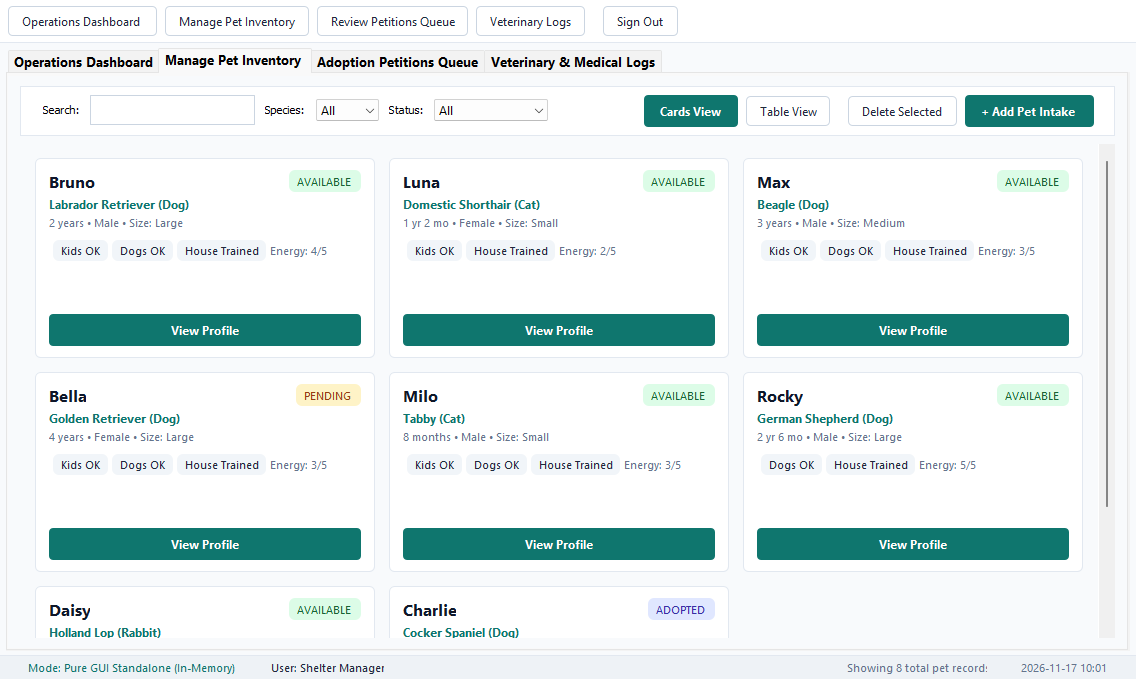 Operations Dashboard Manage Pet Inventory Review Petitions Queue Veterinary Logs Sign Out
Operations Dashboard Manage Pet Inventory Adoption Petitions Queue Veterinary & Medical Logs
Search: Species: All Status: All Cards View Table View Delete Selected + Add Pet Intake
Bruno AVAILABLE
Labrador Retriever (Dog)
2 years • Male • Size: Large
Kids OK Dogs OK House Trained Energy: 4/5
View Profile
Luna AVAILABLE
Domestic Shorthair (Cat)
1 yr 2 mo • Female • Size: Small
Kids OK House Trained Energy: 2/5
View Profile
Max AVAILABLE
Beagle (Dog)
3 years • Male • Size: Medium
Kids OK Dogs OK House Trained Energy: 3/5
View Profile
Bella PENDING
Golden Retriever (Dog)
4 years • Female • Size: Large
Kids OK Dogs OK House Trained Energy: 3/5
View Profile
Milo AVAILABLE
Tabby (Cat)
8 months • Male • Size: Small
Kids OK Dogs OK House Trained Energy: 3/5
View Profile
Rocky AVAILABLE
German Shepherd (Dog)
2 yr 6 mo • Male • Size: Large
Dogs OK House Trained Energy: 5/5
View Profile
Daisy AVAILABLE
Holland Lop (Rabbit)
Charlie ADOPTED
Cocker Spaniel (Dog)
Mode: Pure GUI Standalone (In-Memory) User: Shelter Manager Showing 8 total pet record: 2026-11-17 10:01